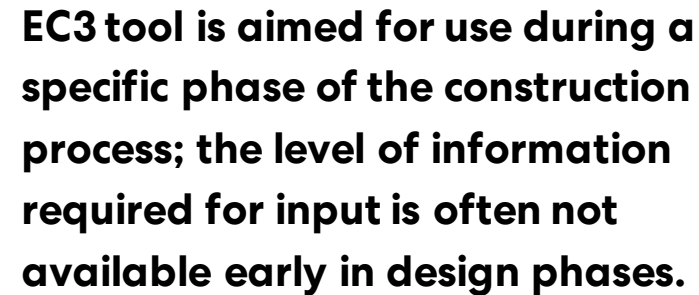 EC3 tool is aimed for use during a
specific phase of the construction
process; the level of information
required for input is often not
available early in design phases.